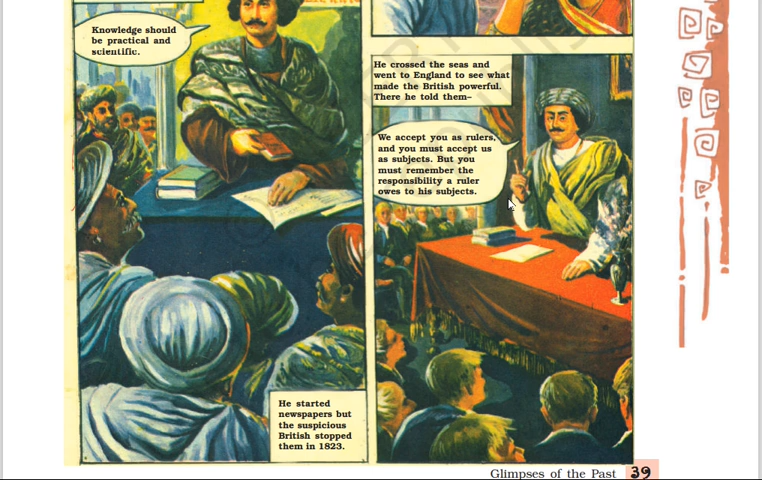 Knowledge should
be practical and
scientific.
He started
newspapers but
the suspicious
British stopped
them in 1823.
He crossed the seas and
went to England to see what
made the British powerful.
There he told them–
We accept you as rulers,
and you must accept us
as subjects. But you
must remember the
responsibility a ruler
owes to his subjects.
Glimpses of the Past 39